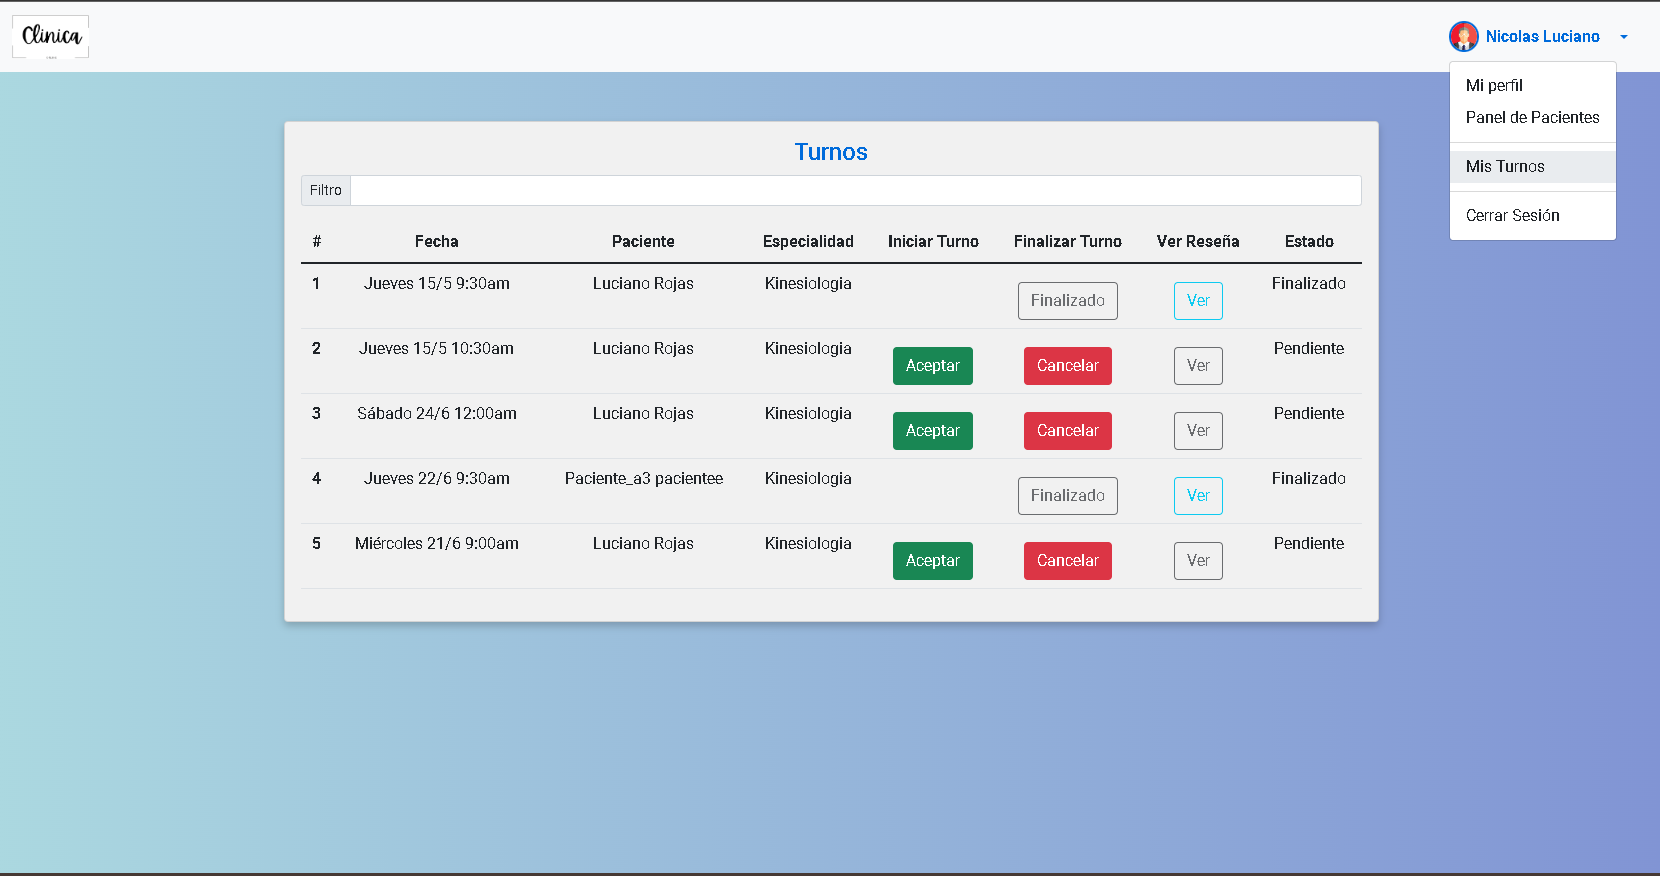 Clinica
Nicolas Luciano
Mi perfil
Panel de Pacientes
Mis Turnos
Cerrar Sesión
Turnos
Filtro
# Fecha Paciente Especialidad Iniciar Turno Finalizar Turno Ver Reseña Estado
1 Jueves 15/5 9:30am Luciano Rojas Kinesiologia Finalizado Ver Finalizado
2 Jueves 15/5 10:30am Luciano Rojas Kinesiologia Aceptar Cancelar Ver Pendiente
3 Sábado 24/6 12:00am Luciano Rojas Kinesiologia Aceptar Cancelar Ver Pendiente
4 Jueves 22/6 9:30am Paciente_a3 pacientee Kinesiologia Finalizado Ver Finalizado
5 Miércoles 21/6 9:00am Luciano Rojas Kinesiologia Aceptar Cancelar Ver Pendiente